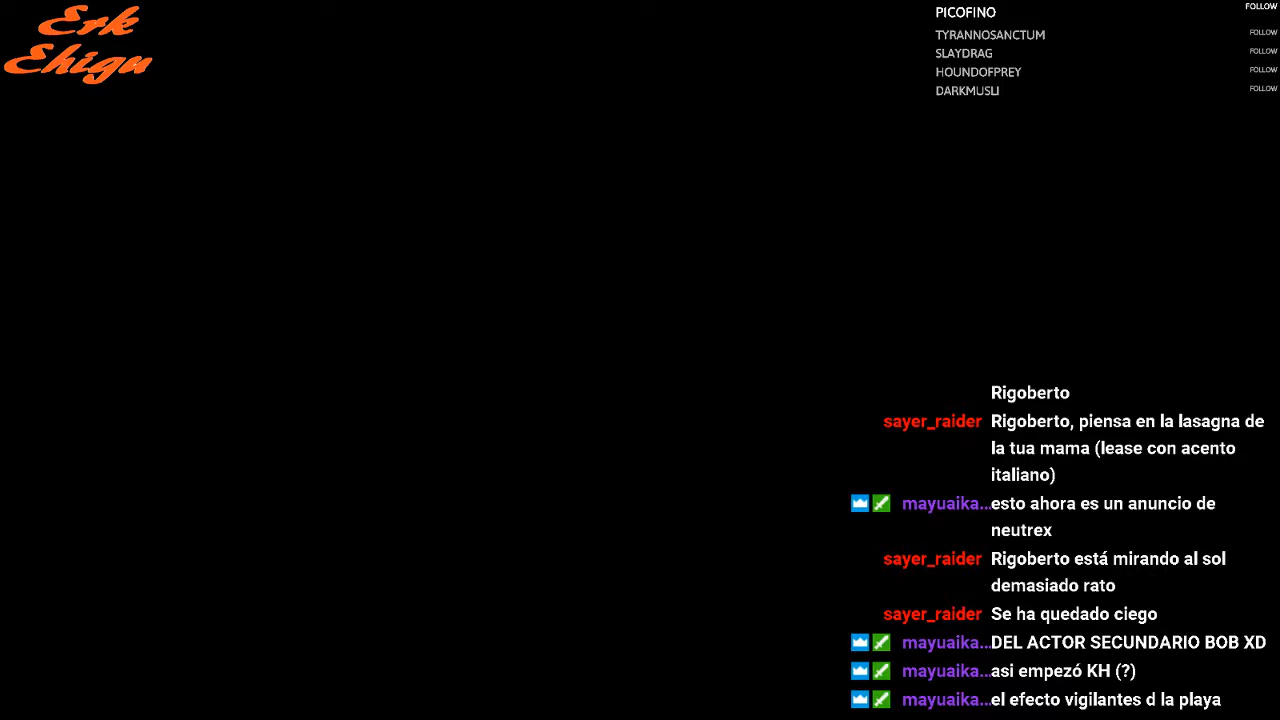 Erk
Ehigu
PICOFINO FOLLOW
TYRANNOSANCTUM FOLLOW
SLAYDRAG FOLLOW
HOUNDOFPREY FOLLOW
DARKMUSLI FOLLOW
Rigoberto
sayer_raider Rigoberto, piensa en la lasagna de
la tua mama (lease con acento
italiano)
mayuaika... esto ahora es un anuncio de
neutrex
sayer_raider Rigoberto está mirando al sol
demasiado rato
sayer_raider Se ha quedado ciego
mayuaika... DEL ACTOR SECUNDARIO BOB XD
mayuaika... asi empezó KH (?)
mayuaika... el efecto vigilantes d la playa